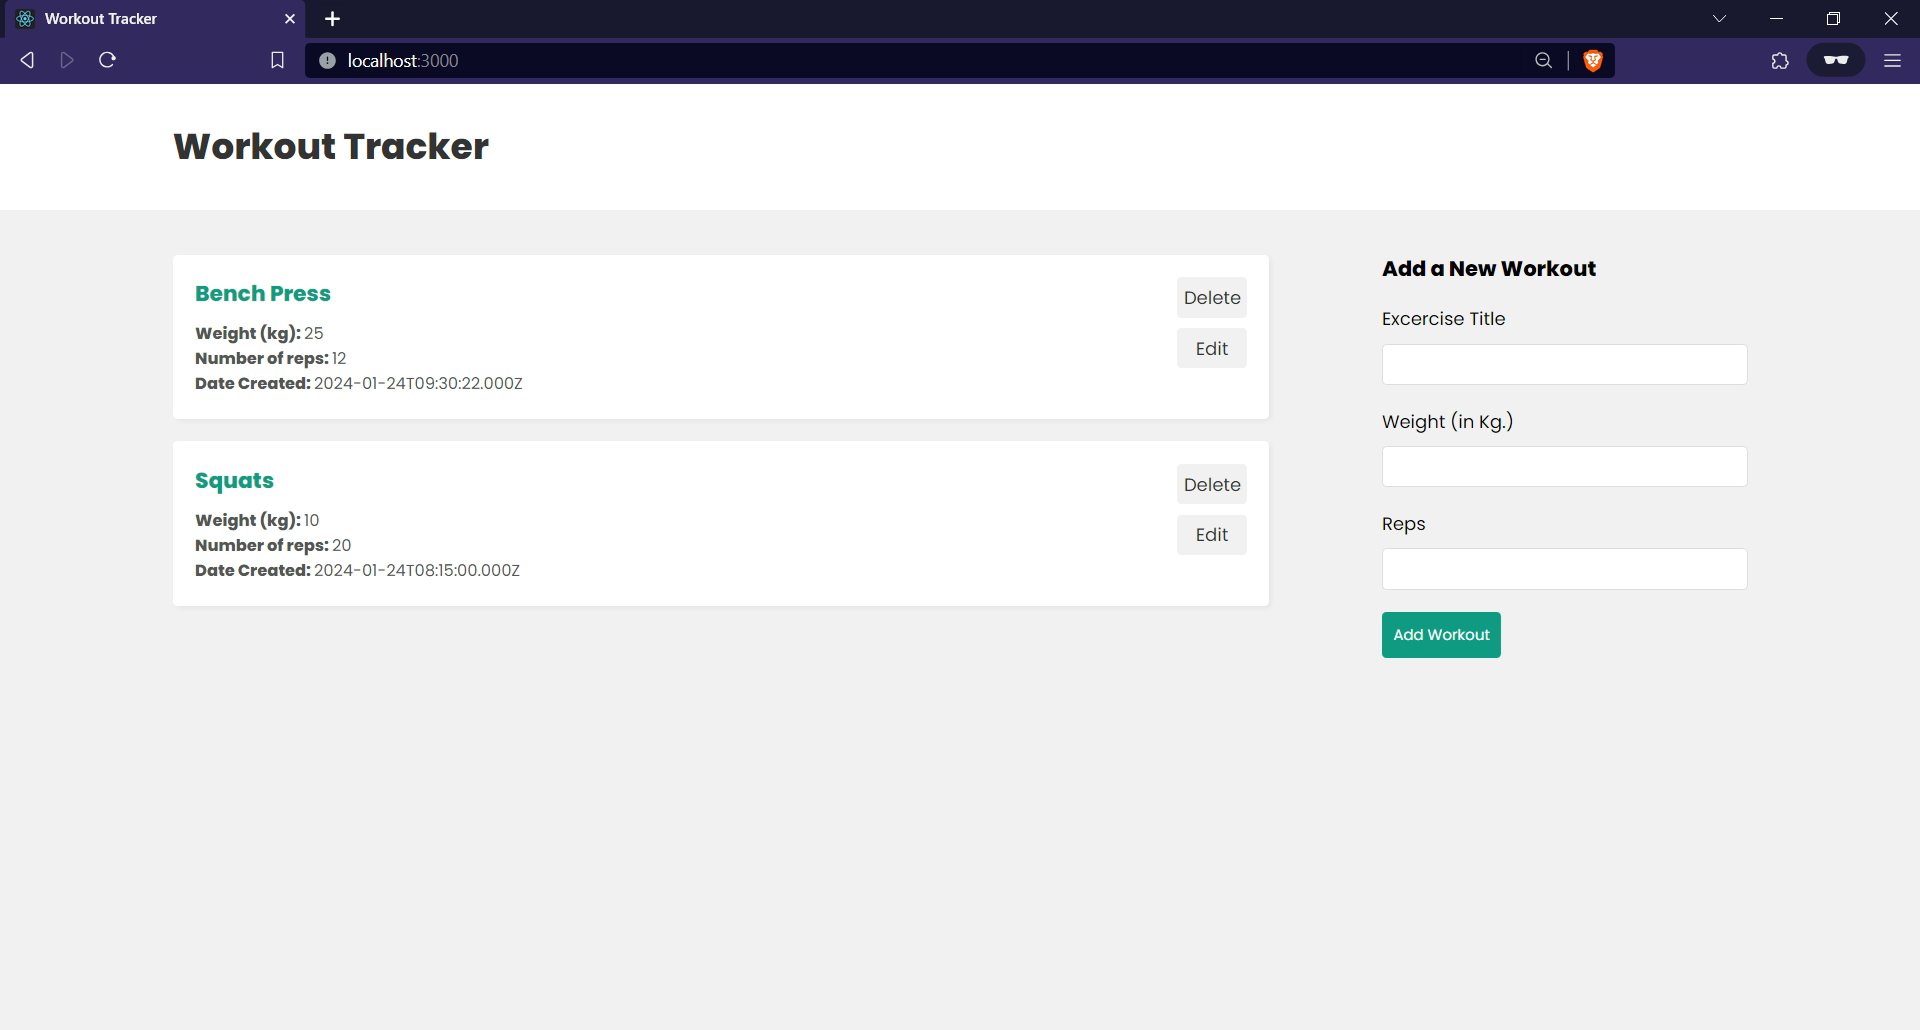 Workout Tracker
localhost:3000
Workout Tracker
Bench Press
Weight (kg): 25
Number of reps: 12
Date Created: 2024-01-24T09:30:22.000Z
Delete
Edit
Squats
Weight (kg): 10
Number of reps: 20
Date Created: 2024-01-24T08:15:00.000Z
Delete
Edit
Add a New Workout
Excercise Title
Weight (in Kg.)
Reps
Add Workout